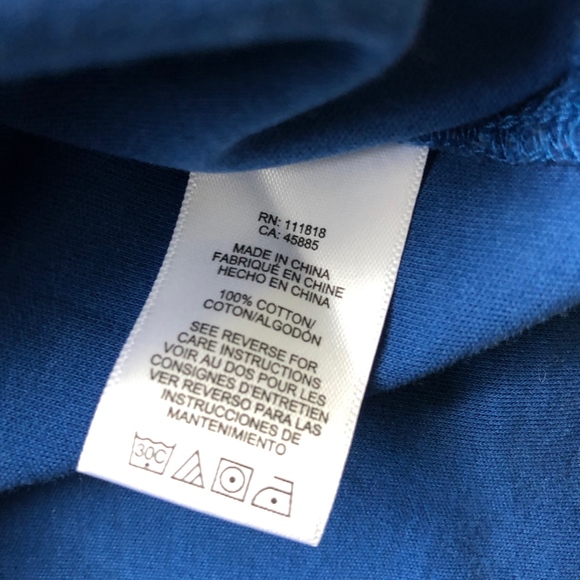 RN: 111818
CA: 45885
MADE IN CHINA
FABRIQUÉ EN CHINE
HECHO EN CHINA
100% COTTON/
COTON/ALGODÓN
SEE REVERSE FOR
CARE INSTRUCTIONS
VOIR AU DOS POUR LES
CONSIGNES D'ENTRETIEN
VER REVERSO PARA LAS
INSTRUCCIONES DE
MANTENIMIENTO
30C